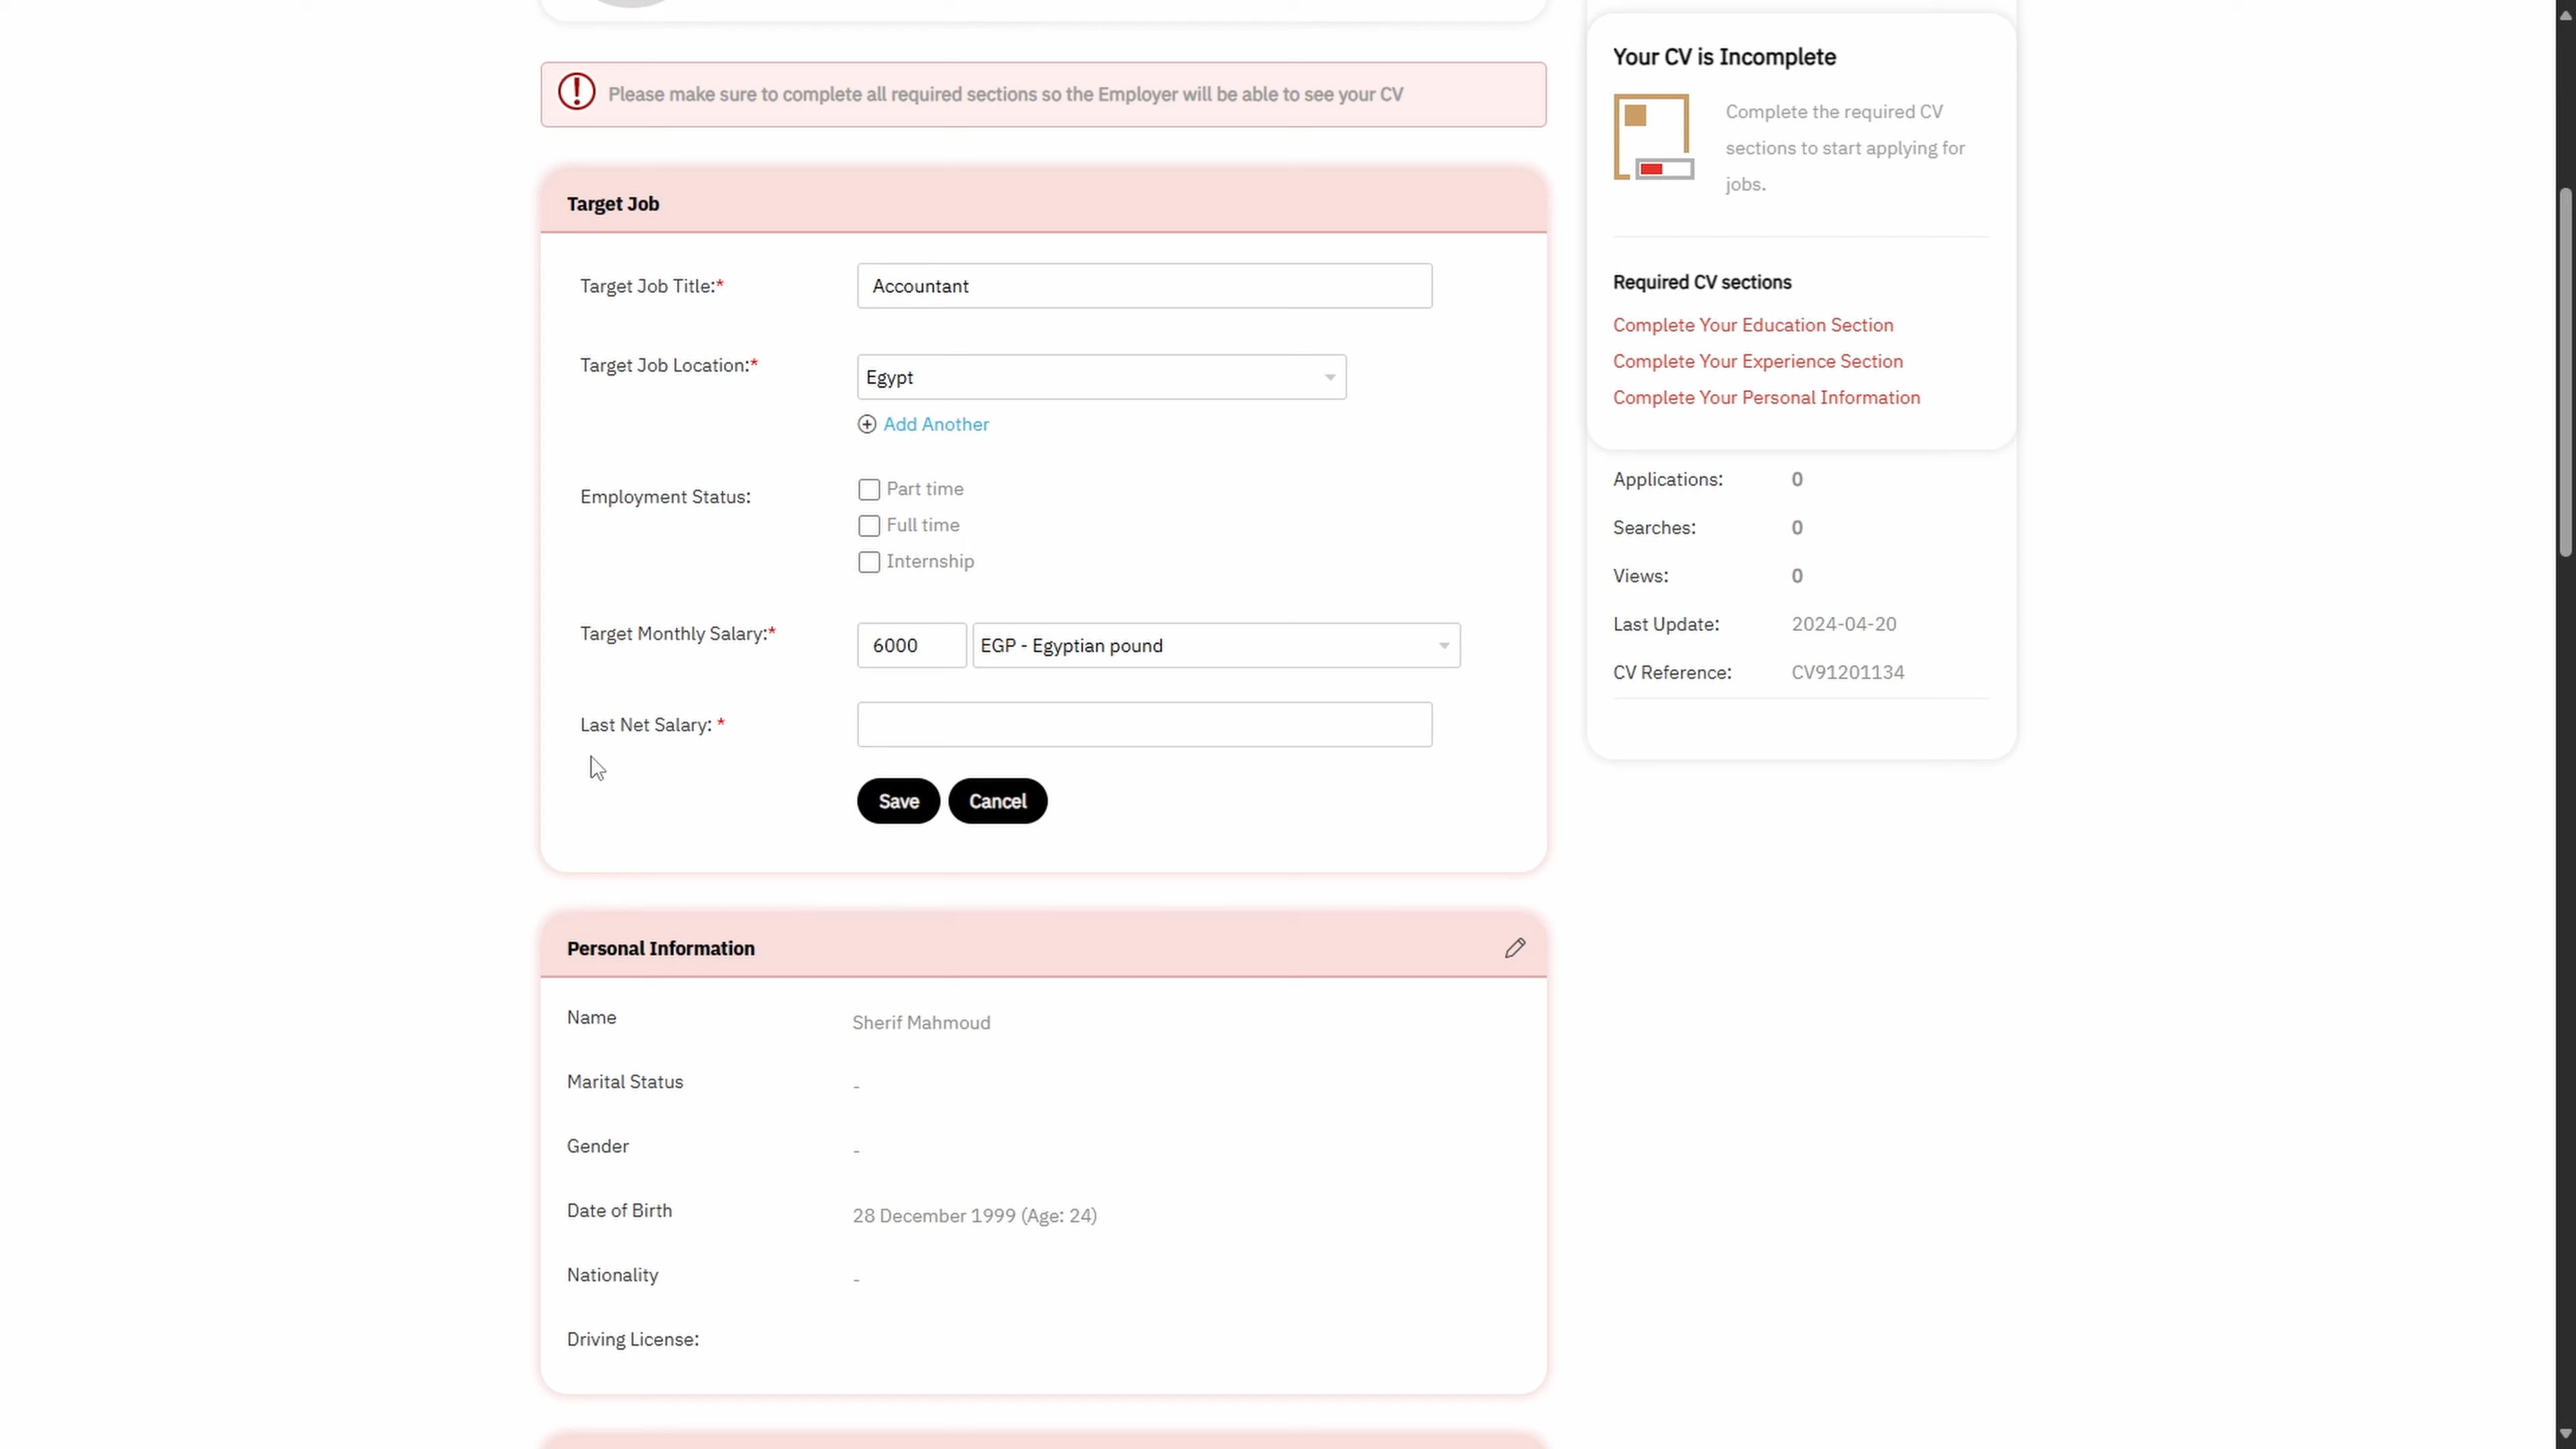 Please make sure to complete all required sections so the Employer will be able to see your CV
Target Job
Target Job Title:*
Accountant
Target Job Location:*
Egypt
Add Another
Employment Status:
Part time
Full time
Internship
Target Monthly Salary:*
6000
EGP - Egyptian pound
Last Net Salary: *
Save
Cancel
Personal Information
Name
Sherif Mahmoud
Marital Status
-
Gender
-
Date of Birth
28 December 1999 (Age: 24)
Nationality
-
Driving License:
Your CV is Incomplete
Complete the required CV
sections to start applying for
jobs.
Required CV sections
Complete Your Education Section
Complete Your Experience Section
Complete Your Personal Information
Applications: 0
Searches: 0
Views: 0
Last Update: 2024-04-20
CV Reference: CV91201134